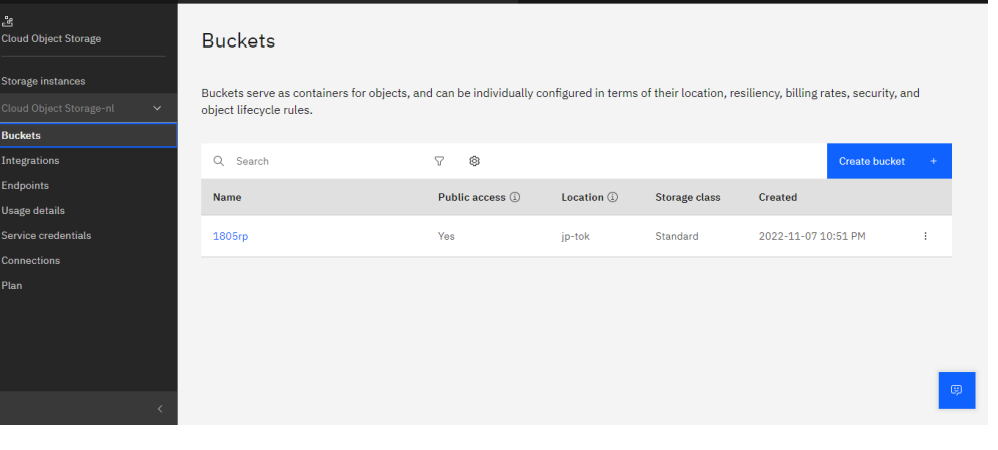 Cloud Object Storage
Storage instances
Cloud Object Storage-nl
Buckets
Integrations
Endpoints
Usage details
Service credentials
Connections
Plan
Buckets
Buckets serve as containers for objects, and can be individually configured in terms of their location, resiliency, billing rates, security, and
object lifecycle rules.
Search
Create bucket +
Name Public access Location Storage class Created
1805rp Yes jp-tok Standard 2022-11-07 10:51 PM